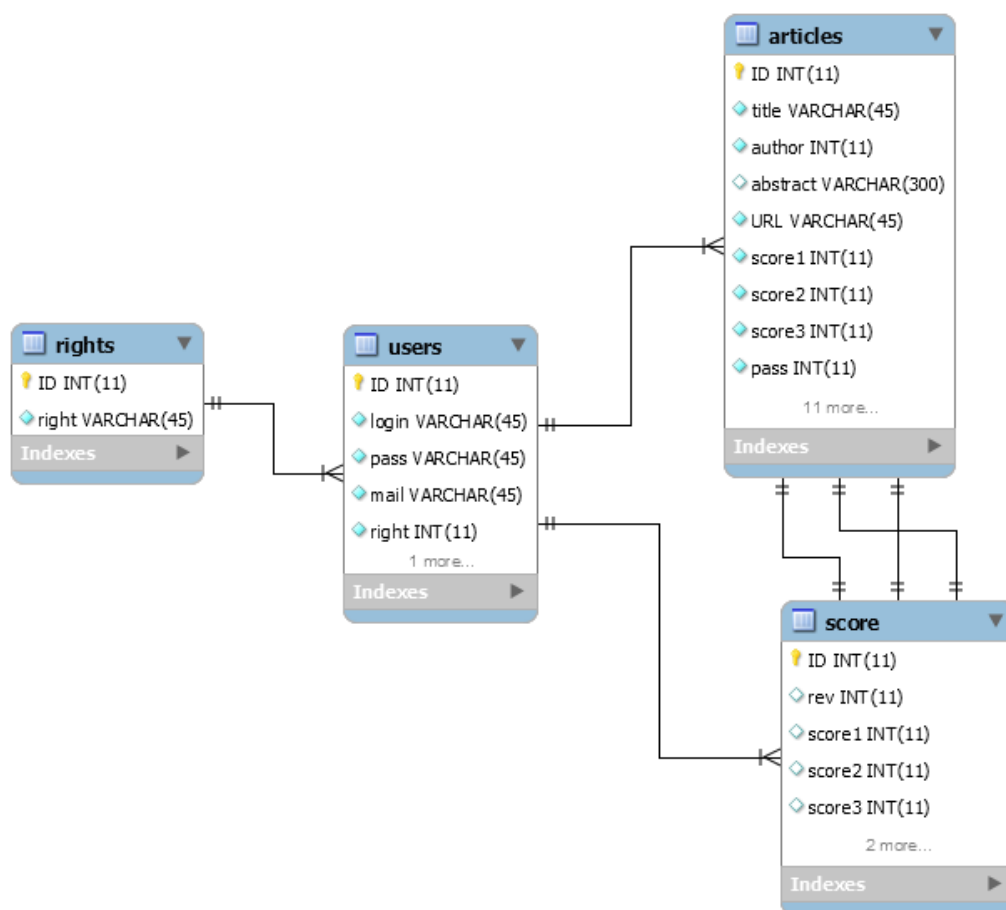 articles
ID INT(11)
title VARCHAR(45)
author INT(11)
abstract VARCHAR(300)
URL VARCHAR(45)
score1 INT(11)
score2 INT(11)
score3 INT(11)
pass INT(11)
11 more...
Indexes
rights
ID INT(11)
right VARCHAR(45)
Indexes
users
ID INT(11)
login VARCHAR(45)
pass VARCHAR(45)
mail VARCHAR(45)
right INT(11)
1 more...
Indexes
score
ID INT(11)
rev INT(11)
score1 INT(11)
score2 INT(11)
score3 INT(11)
2 more...
Indexes